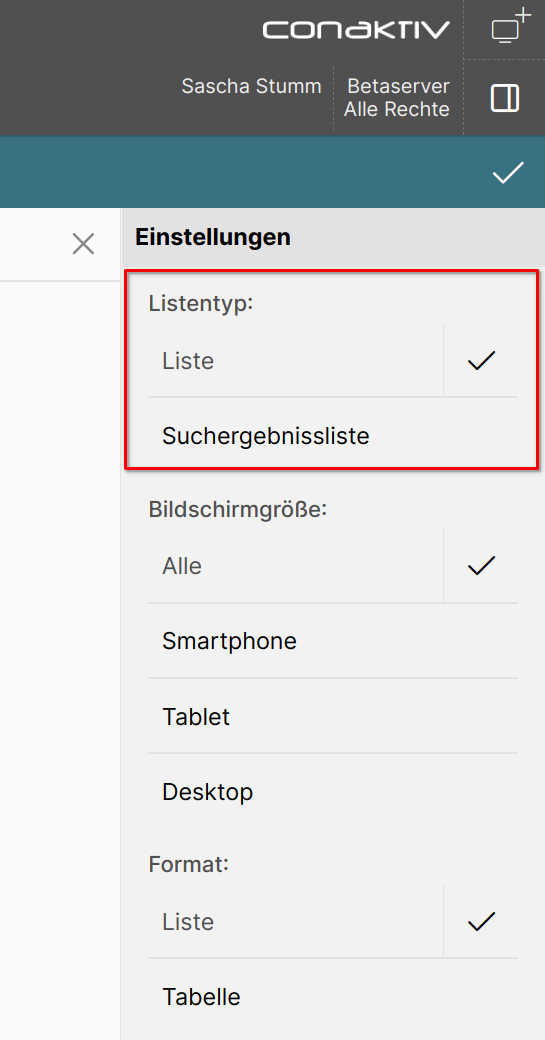 conaktiv
Sascha Stumm
Betaserver
Alle Rechte
Einstellungen
Listentyp:
Liste
Suchergebnissliste
Bildschirmgröße:
Alle
Smartphone
Tablet
Desktop
Format:
Liste
Tabelle